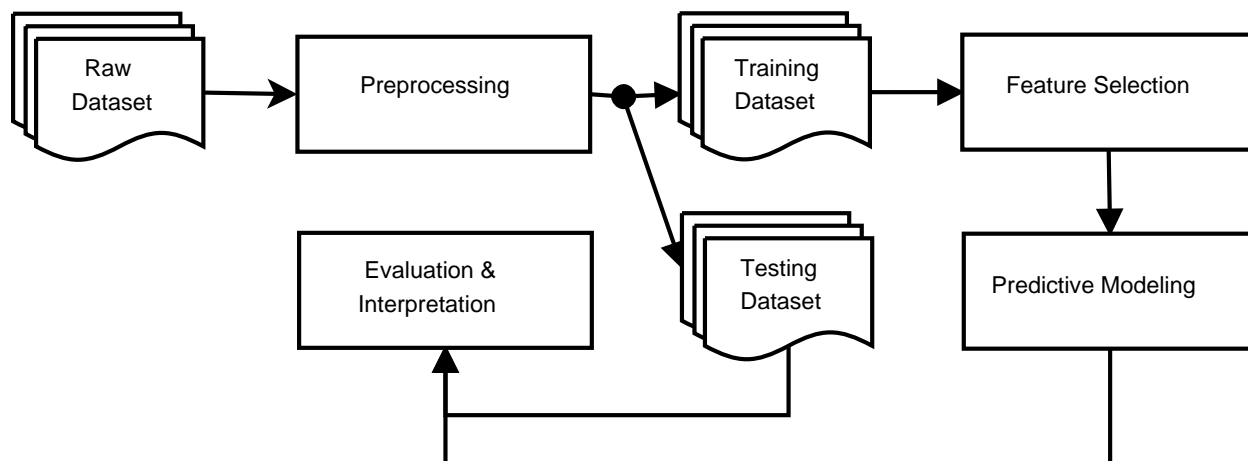 Raw
Dataset
Preprocessing
Training
Dataset
Feature Selection
Evaluation &
Interpretation
Testing
Dataset
Predictive Modeling